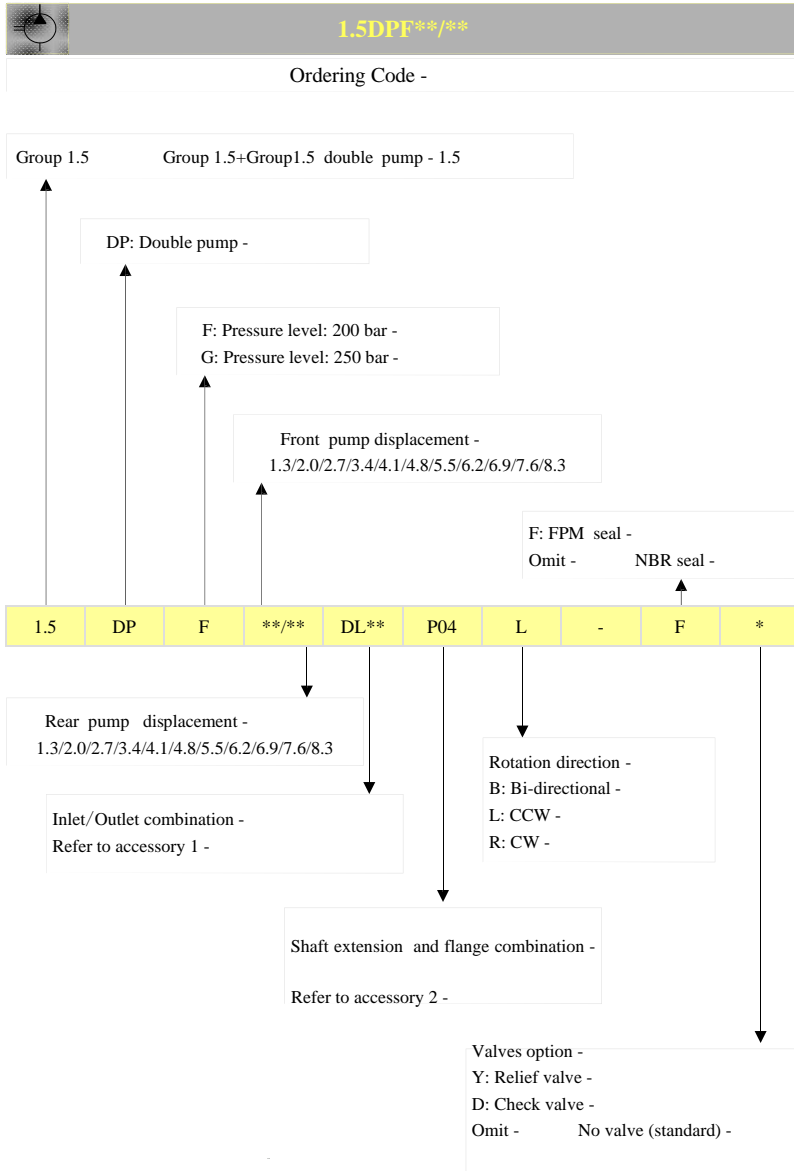 1.5DPF**/**
Ordering Code -
Group 1.5 Group 1.5+Group1.5 double pump - 1.5
DP: Double pump -
F: Pressure level: 200 bar -
G: Pressure level: 250 bar -
Front pump displacement -
1.3/2.0/2.7/3.4/4.1/4.8/5.5/6.2/6.9/7.6/8.3
F: FPM seal -
Omit - NBR seal -
1.5 DP F **/** DL** P04 L - F *
Rear pump displacement -
1.3/2.0/2.7/3.4/4.1/4.8/5.5/6.2/6.9/7.6/8.3
Inlet/Outlet combination -
Refer to accessory 1 -
Rotation direction -
B: Bi-directional -
L: CCW -
R: CW -
Shaft extension and flange combination -
Refer to accessory 2 -
Valves option -
Y: Relief valve -
D: Check valve -
Omit - No valve (standard) -
-